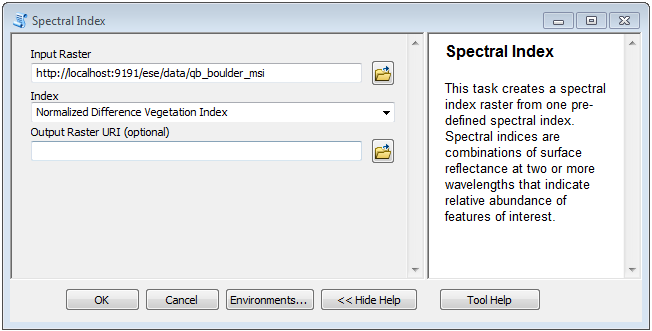 Spectral Index
Input Raster
http://localhost:9191/ese/data/qb_boulder_msi
Index
Normalized Difference Vegetation Index
Output Raster URI (optional)
Spectral Index
This task creates a spectral
index raster from one pre-
defined spectral index.
Spectral indices are
combinations of surface
reflectance at two or more
wavelengths that indicate
relative abundance of
features of interest.
OK
Cancel
Environments...
<< Hide Help
Tool Help